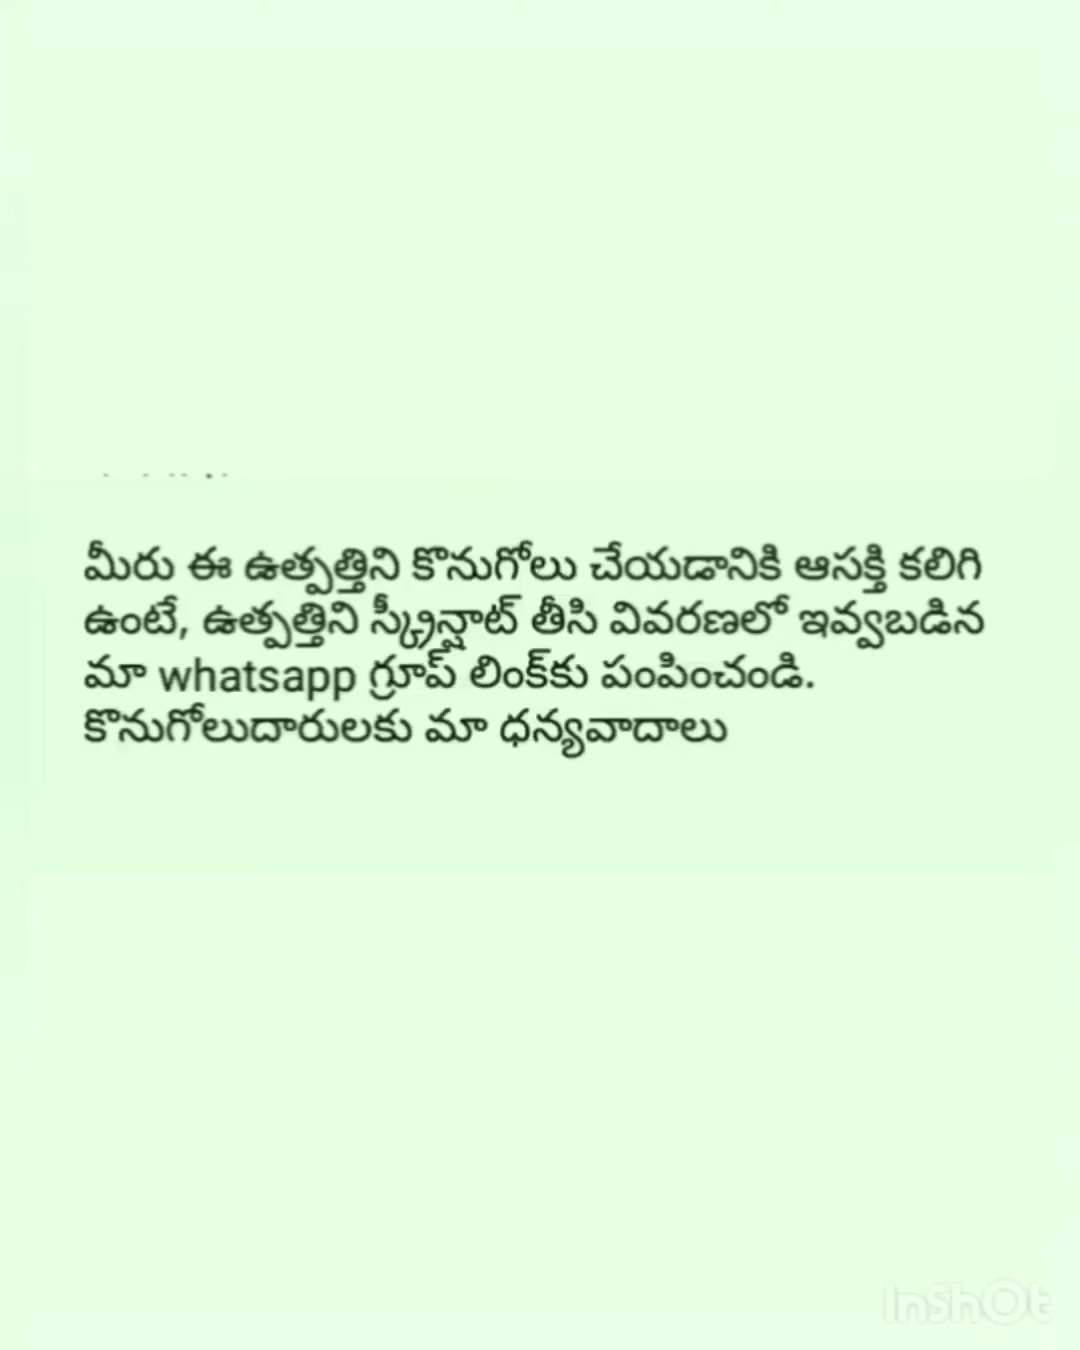 మీరు ఈ ఉత్పత్తిని కొనుగోలు చేయడానికి ఆసక్తి కలిగి
ఉంటే, ఉత్పత్తిని స్క్రీన్షాట్ తీసి వివరణలో ఇవ్వబడిన
మా whatsapp గ్రూప్ లింక్‌కు పంపించండి.
కొనుగోలుదారులకు మా ధన్యవాదాలు
InShOt